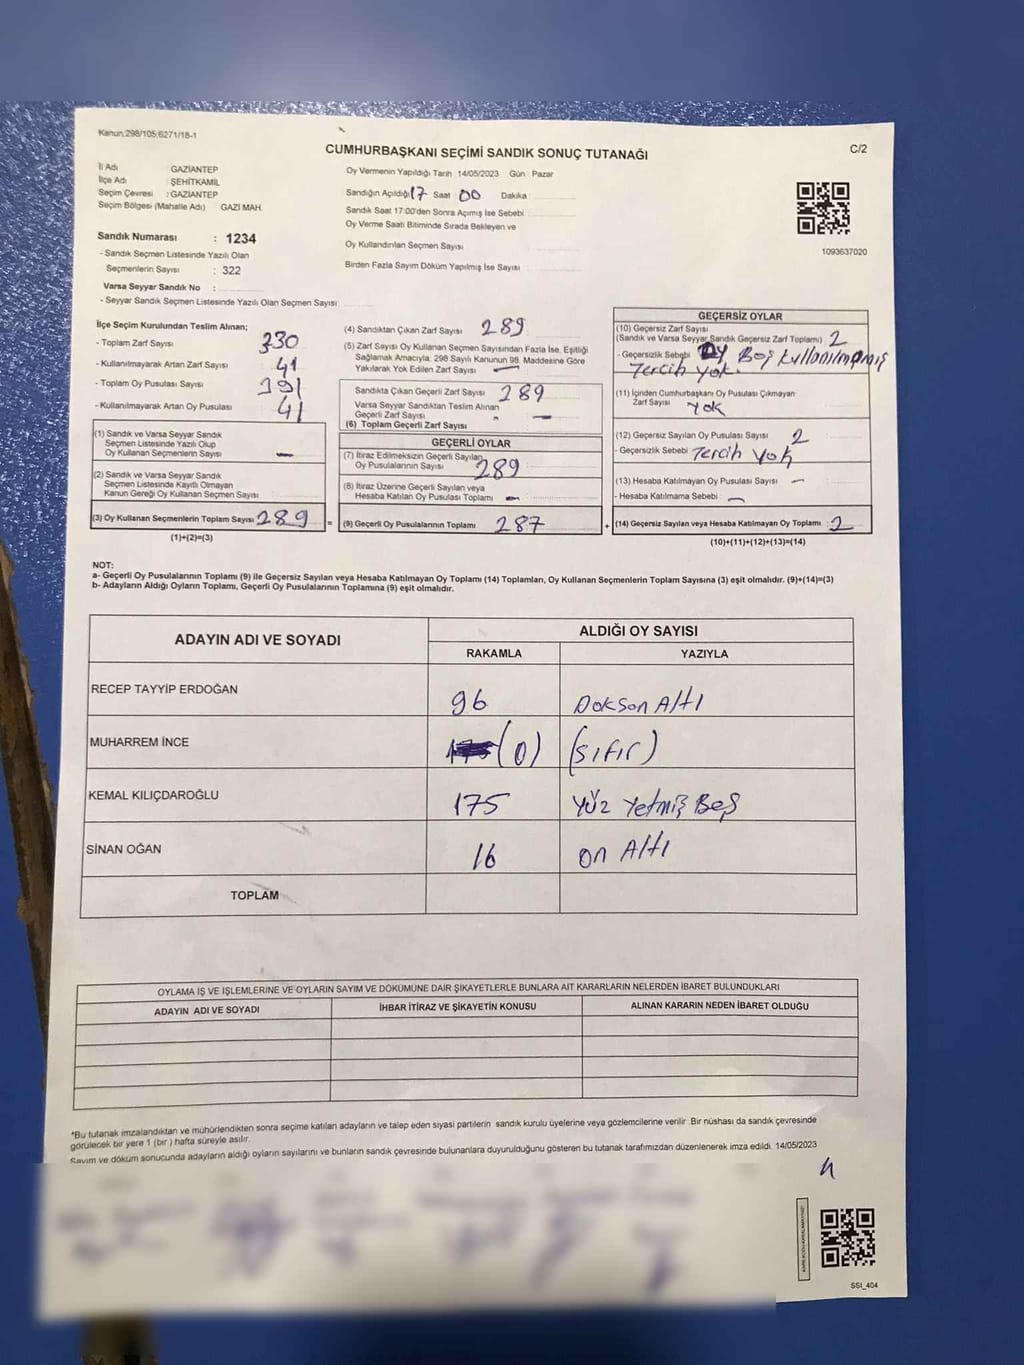 Kanun:298/105;6271/18-1
CUMHURBAŞKANI SEÇİMİ SANDIK SONUÇ TUTANAĞI
C/2
İl Adı GAZİANTEP
İlçe Adı ŞEHİTKAMİL
Seçim Çevresi : GAZİANTEP
Seçim Bölgesi (Mahalle Adı) GAZİ MAH.
Sandık Numarası : 1234
- Sandık Seçmen Listesinde Yazılı Olan
Seçmenlerin Sayısı : 322
Varsa Seyyar Sandık No :
- Seyyar Sandık Seçmen Listesinde Yazılı Olan Seçmen Sayısı:
Oy Vermenin Yapıldığı Tarih 14/05/2023 Gün : Pazar
Sandığın Açıldığı 17 Saat 00 Dakika
Sandık Saat 17:00'den Sonra Açımış İse Sebebi
Oy Verme Saati Bitiminde Sırada Bekleyen ve
Oy Kullandırılan Seçmen Sayısı
Birden Fazla Sayım Döküm Yapılmış İse Sayısı
1093637020
İlçe Seçim Kurulundan Teslim Alınan;
- Toplam Zarf Sayısı 330
- Kullanılmayarak Artan Zarf Sayısı 41
- Toplam Oy Pusulası Sayısı
- Kullanılmayarak Artan Oy Pusulası 41
(1) Sandık ve Varsa Seyyar Sandık
Seçmen Listesinde Yazılı Olup
Oy Kullanan Seçmenlerin Sayısı —
(2) Sandık ve Varsa Seyyar Sandık
Seçmen Listesinde Kayıtlı Olmayan
Kanun Gereği Oy Kullanan Seçmen Sayısı
(3) Oy Kullanan Seçmenlerin Toplam Sayısı 289
(1)+(2)=(3)
(4) Sandıktan Çıkan Zarf Sayısı 289
(5) Zarf Sayısı Oy Kullanan Seçmen Sayısından Fazla İse, Eşitliği
Sağlamak Amacıyla; 298 Sayılı Kanunun 98. Maddesine Göre
Yakılarak Yok Edilen Zarf Sayısı —
Sandıkta Çıkan Geçerli Zarf Sayısı 289
Varsa Seyyar Sandıktan Teslim Alınan
Geçerli Zarf Sayısı —
(6) Toplam Geçerli Zarf Sayısı
GEÇERLİ OYLAR
(7) İtiraz Edilmeksizin Geçerli Sayılan
Oy Pusulalarının Sayısı 289
(8) İtiraz Üzerine Geçerli Sayılan veya
Hesaba Katılan Oy Pusulası Toplamı —
= (9) Geçerli Oy Pusulalarının Toplamı 287
GEÇERSİZ OYLAR
(10) Geçersiz Zarf Sayısı
(Sandık ve Varsa Seyyar Sandık Geçersiz Zarf Toplamı) 2
- Geçersizlik Sebebi Boş Kullanılmamış
Tercih Yok.
(11) İçinden Cumhurbaşkanı Oy Pusulası Çıkmayan
Zarf Sayısı Yok
(12) Geçersiz Sayılan Oy Pusulası Sayısı 2
- Geçersizlik Sebebi Tercih Yok
(13) Hesaba Katılmayan Oy Pusulası Sayısı —
- Hesaba Katılmama Sebebi —
+ (14) Geçersiz Sayılan veya Hesaba Katılmayan Oy Toplamı : 2
(10)+(11)+(12)+(13)=(14)
NOT:
a- Geçerli Oy Pusulalarının Toplamı (9) ile Geçersiz Sayılan veya Hesaba Katılmayan Oy Toplamı (14) Toplamları, Oy Kullanan Seçmenlerin Toplam Sayısına (3) eşit olmalıdır. (9)+(14)=(3)
b- Adayların Aldığı Oyların Toplamı, Geçerli Oy Pusulalarının Toplamına (9) eşit olmalıdır.
ADAYIN ADI VE SOYADI ALDIĞI OY SAYISI
RAKAMLA YAZIYLA
RECEP TAYYİP ERDOĞAN 96 Dokson Altı
MUHARREM İNCE (0) (sıfır)
KEMAL KILIÇDAROĞLU 175 Yüz Yetmiş Beş
SİNAN OĞAN 16 on Altı
TOPLAM
OYLAMA İŞ VE İŞLEMLERİNE VE OYLARIN SAYIM VE DÖKÜMÜNE DAİR ŞİKAYETLERLE BUNLARA AİT KARARLARIN NELERDEN İBARET BULUNDUKLARI
ADAYIN ADI VE SOYADI İHBAR İTİRAZ VE ŞİKAYETİN KONUSU ALINAN KARARIN NEDEN İBARET OLDUĞU
*Bu tutanak imzalandıktan ve mühürlendikten sonra seçime katılan adayların ve talep eden siyasi partilerin sandık kurulu üyelerine veya gözlemcilerine verilir. Bir nüshası da sandık çevresinde
görülecek bir yere 1 (bir ) hafta süreyle asılır.
Sayım ve döküm sonucunda adayların aldığı oyların sayılarını ve bunların sandık çevresinde bulunanlara duyurulduğunu gösteren bu tutanak tarafımızdan düzenlenerek imza edildi. 14/05/2023
SSI_404